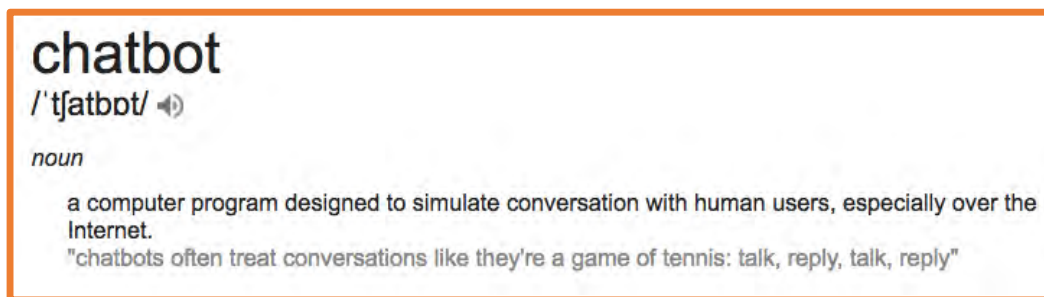 chatbot
/ˈtʃatbɒt/
noun
a computer program designed to simulate conversation with human users, especially over the
Internet.
"chatbots often treat conversations like they're a game of tennis: talk, reply, talk, reply"